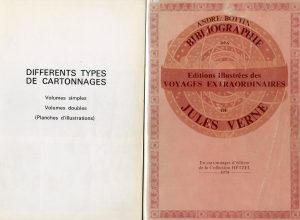 DIFFERENTS TYPES
DE CARTONNAGES
Volumes simples
Volumes doubles
(Planches d'illustrations)
ANDRÉ BOTTIN
BIBLIOGRAPHIE
DES
Editions illustrées des
VOYAGES EXTRAORDINAIRES
DE
JULES VERNE
En cartonnages d'éditeur
de la Collection HETZEL
1978